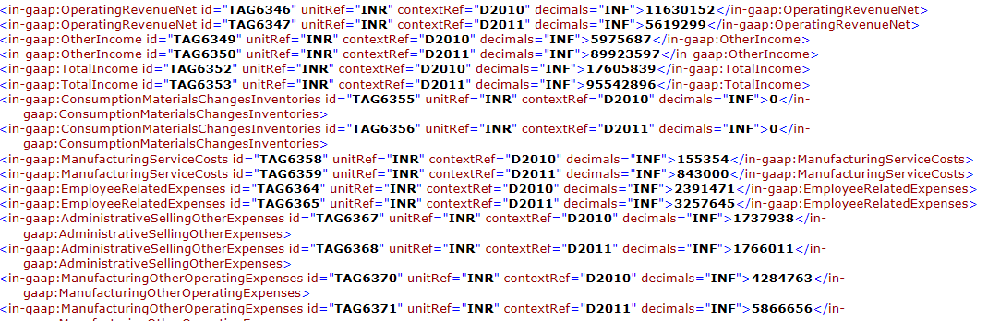 <in-gaap:OperatingRevenueNet id="TAG6346" unitRef="INR" contextRef="D2010" decimals="INF">11630152</in-gaap:OperatingRevenueNet>
<in-gaap:OperatingRevenueNet id="TAG6347" unitRef="INR" contextRef="D2011" decimals="INF">5619299</in-gaap:OperatingRevenueNet>
<in-gaap:OtherIncome id="TAG6349" unitRef="INR" contextRef="D2010" decimals="INF">5975687</in-gaap:OtherIncome>
<in-gaap:OtherIncome id="TAG6350" unitRef="INR" contextRef="D2011" decimals="INF">89923597</in-gaap:OtherIncome>
<in-gaap:TotalIncome id="TAG6352" unitRef="INR" contextRef="D2010" decimals="INF">17605839</in-gaap:TotalIncome>
<in-gaap:TotalIncome id="TAG6353" unitRef="INR" contextRef="D2011" decimals="INF">95542896</in-gaap:TotalIncome>
<in-gaap:ConsumptionMaterialsChangesInventories id="TAG6355" unitRef="INR" contextRef="D2010" decimals="INF">0</in-
gaap:ConsumptionMaterialsChangesInventories>
<in-gaap:ConsumptionMaterialsChangesInventories id="TAG6356" unitRef="INR" contextRef="D2011" decimals="INF">0</in-
gaap:ConsumptionMaterialsChangesInventories>
<in-gaap:ManufacturingServiceCosts id="TAG6358" unitRef="INR" contextRef="D2010" decimals="INF">155354</in-gaap:ManufacturingServiceCosts>
<in-gaap:ManufacturingServiceCosts id="TAG6359" unitRef="INR" contextRef="D2011" decimals="INF">843000</in-gaap:ManufacturingServiceCosts>
<in-gaap:EmployeeRelatedExpenses id="TAG6364" unitRef="INR" contextRef="D2010" decimals="INF">2391471</in-gaap:EmployeeRelatedExpenses>
<in-gaap:EmployeeRelatedExpenses id="TAG6365" unitRef="INR" contextRef="D2011" decimals="INF">3257645</in-gaap:EmployeeRelatedExpenses>
<in-gaap:AdministrativeSellingOtherExpenses id="TAG6367" unitRef="INR" contextRef="D2010" decimals="INF">1737938</in-
gaap:AdministrativeSellingOtherExpenses>
<in-gaap:AdministrativeSellingOtherExpenses id="TAG6368" unitRef="INR" contextRef="D2011" decimals="INF">1766011</in-
gaap:AdministrativeSellingOtherExpenses>
<in-gaap:ManufacturingOtherOperatingExpenses id="TAG6370" unitRef="INR" contextRef="D2010" decimals="INF">4284763</in-
gaap:ManufacturingOtherOperatingExpenses>
<in-gaap:ManufacturingOtherOperatingExpenses id="TAG6371" unitRef="INR" contextRef="D2011" decimals="INF">5866656</in-